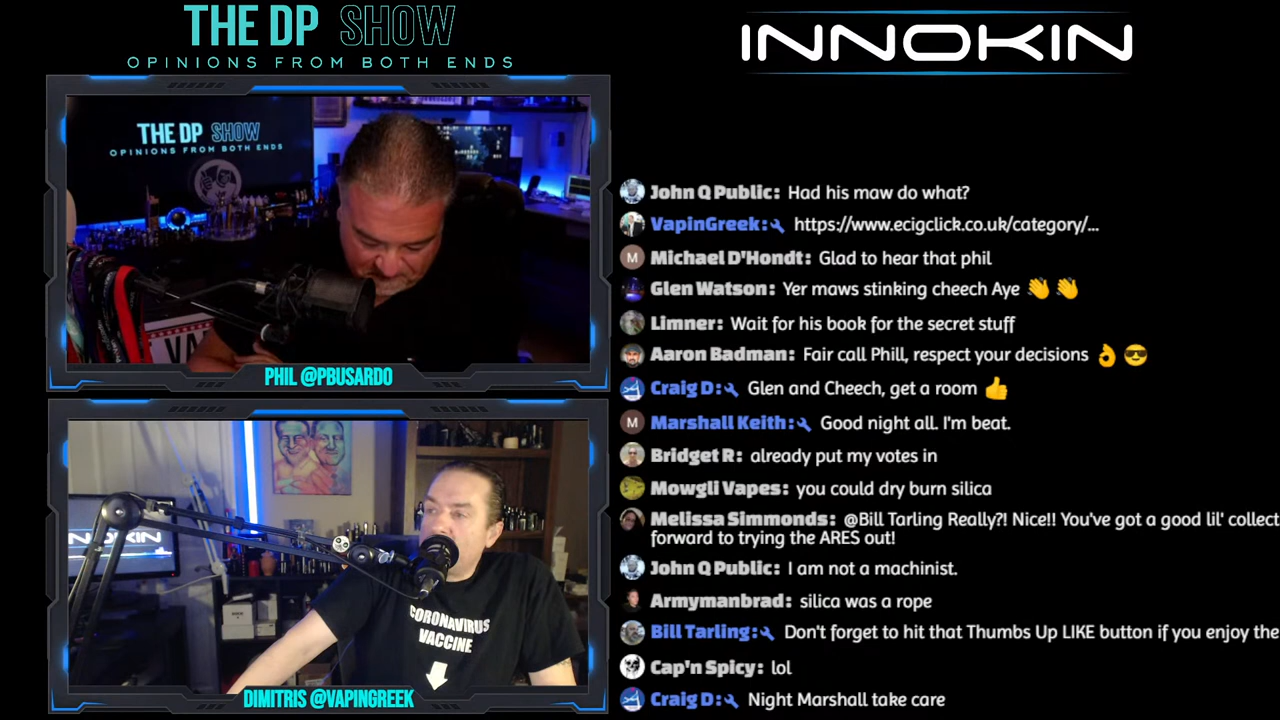 THE DP SHOW
OPINIONS FROM BOTH ENDS
INNOKIN
THE DP SHOW
OPINIONS FROM BOTH ENDS
VA
PHIL @PBUSARDO
CORONAVIRUS
VACCINE
DIMITRIS @VAPINGREEK
John Q Public: Had his maw do what?
VapinGreek: https://www.ecigclick.co.uk/category/...
M Michael D'Hondt: Glad to hear that phil
Glen Watson: Yer maws stinking cheech Aye 👋 👋
Limner: Wait for his book for the secret stuff
Aaron Badman: Fair call Phill, respect your decisions 👌 😎
Craig D: Glen and Cheech, get a room 👍
M Marshall Keith: Good night all. I'm beat.
Bridget R: already put my votes in
Mowgli Vapes: you could dry burn silica
Melissa Simmonds: @Bill Tarling Really?! Nice!! You've got a good lil' collect
forward to trying the ARES out!
John Q Public: I am not a machinist.
Armymanbrad: silica was a rope
Bill Tarling: Don't forget to hit that Thumbs Up LIKE button if you enjoy the
Cap'n Spicy: lol
Craig D: Night Marshall take care